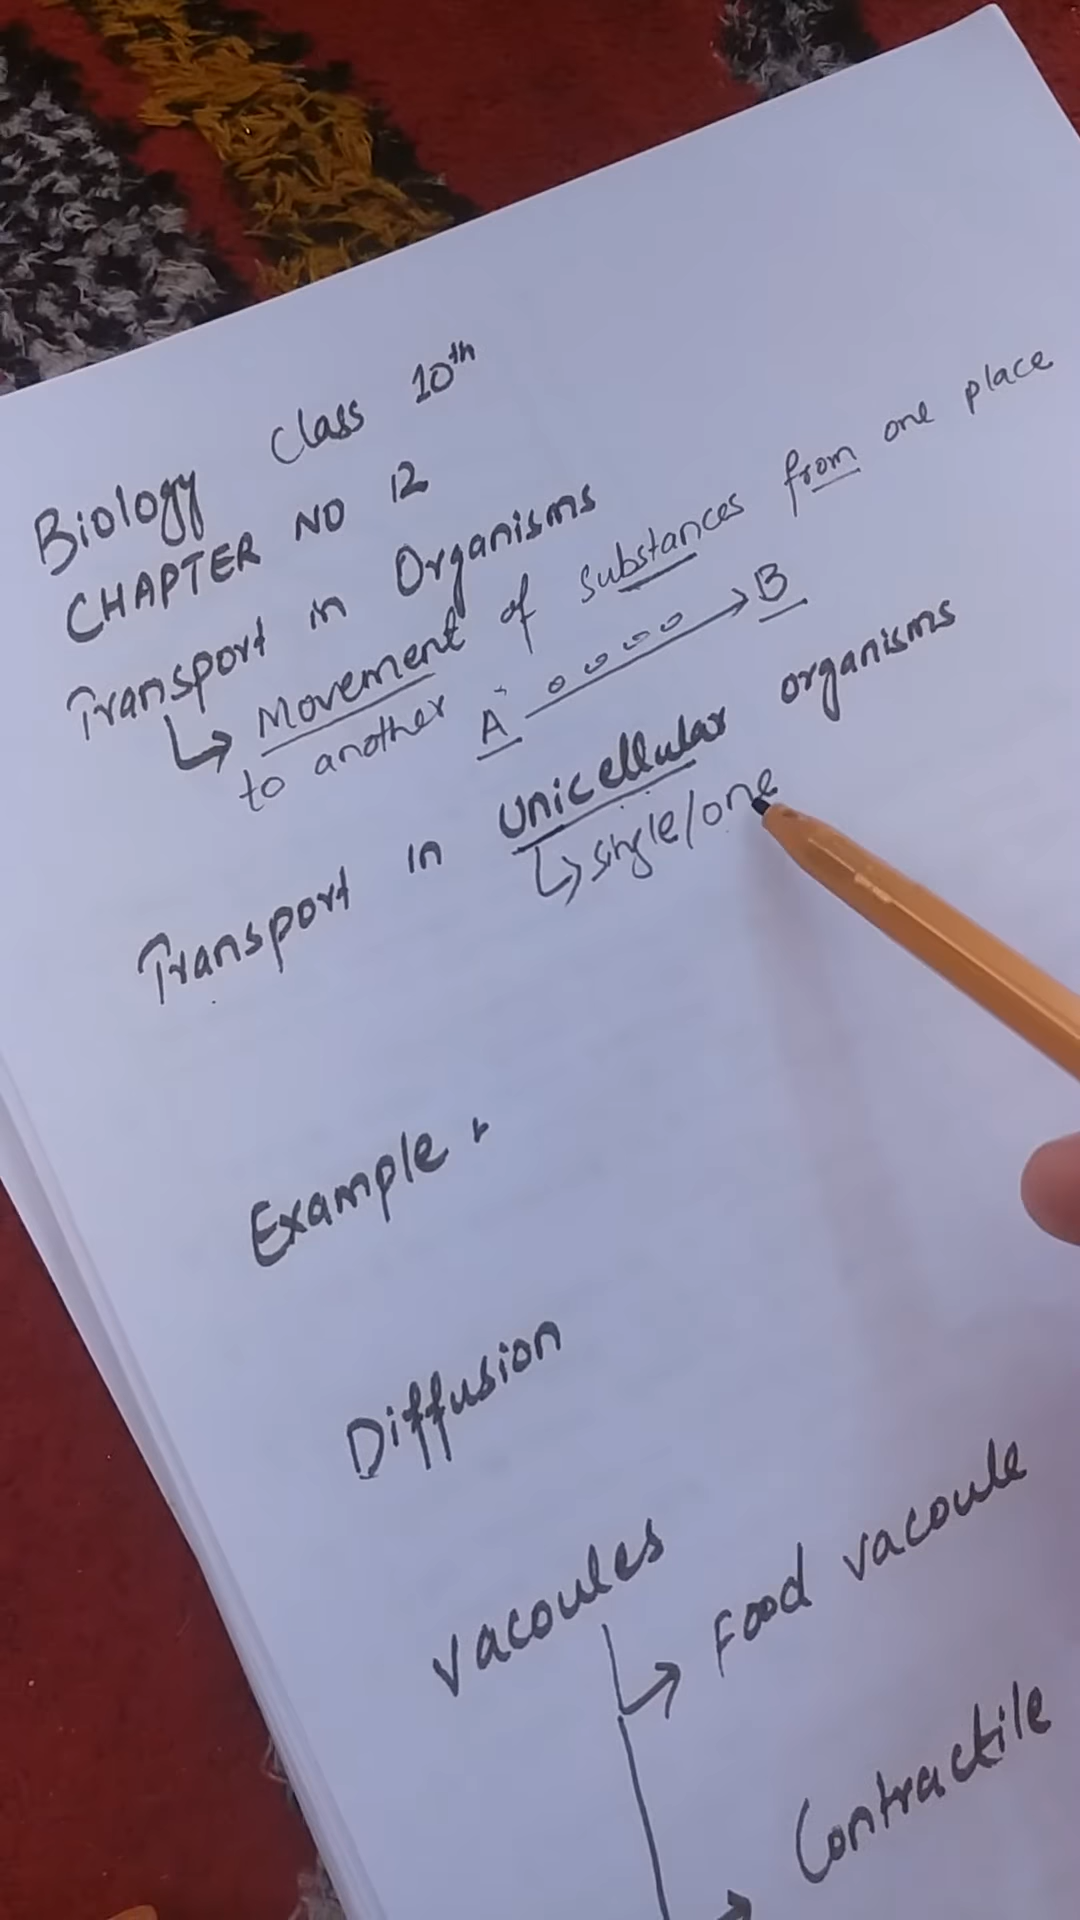 Biology Class 10th
CHAPTER NO 12
Transport in Organisms
↳ Movement of substances from one place
to another A → B
Transport in Unicellular organisms
↳ single/one
Example
Diffusion
Vacoules
→ Food vacoule
→ Contractile